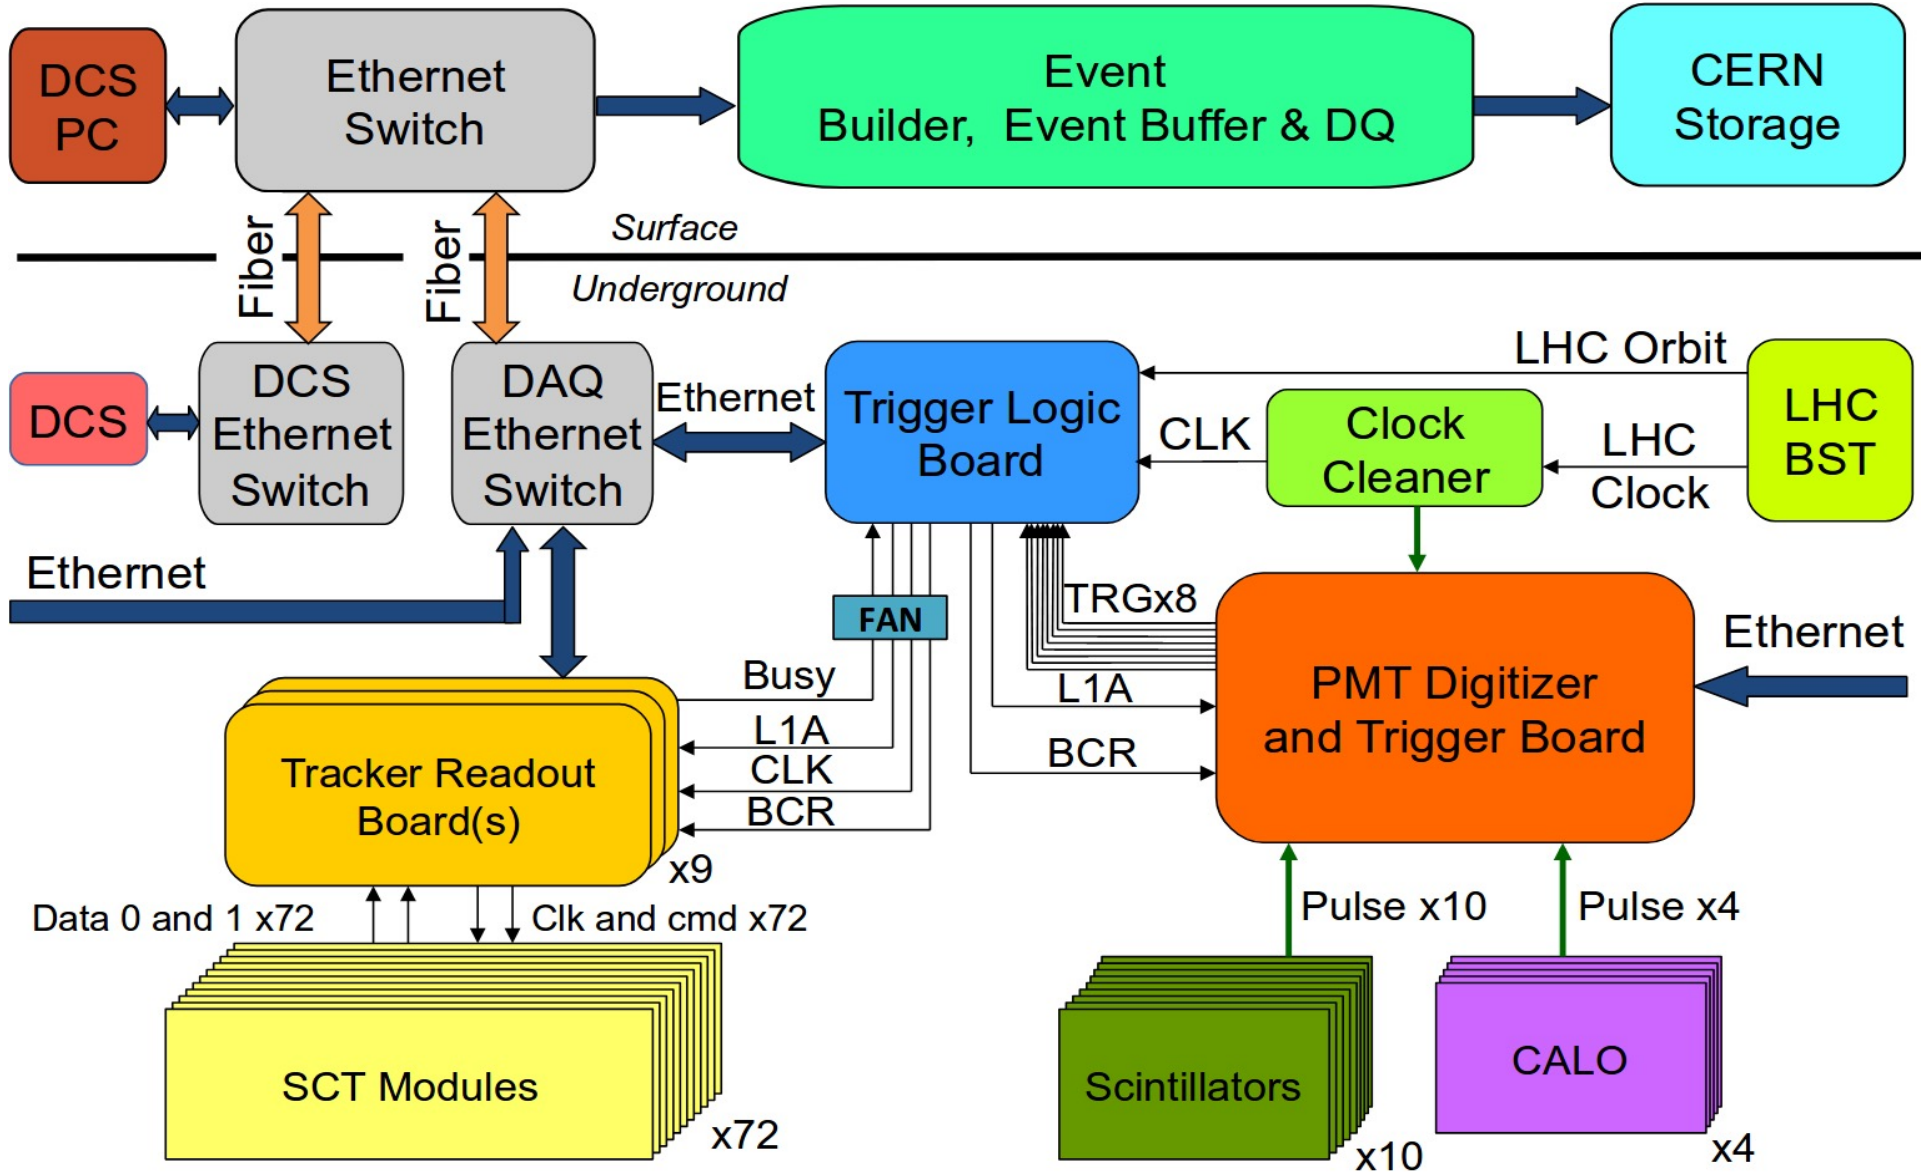 DCS
PC
Ethernet
Switch
Event
Builder, Event Buffer & DQ
CERN
Storage
Fiber
Fiber
Surface
Underground
DCS
DCS
Ethernet
Switch
DAQ
Ethernet
Switch
Ethernet
Trigger Logic
Board
LHC Orbit
CLK
Clock
Cleaner
LHC
Clock
LHC
BST
Ethernet
FAN
TRGx8
Busy
L1A
CLK
BCR
L1A
BCR
PMT Digitizer
and Trigger Board
Ethernet
Tracker Readout
Board(s)
x9
Data 0 and 1 x72
Clk and cmd x72
Pulse x10
Pulse x4
SCT Modules
x72
Scintillators
x10
CALO
x4